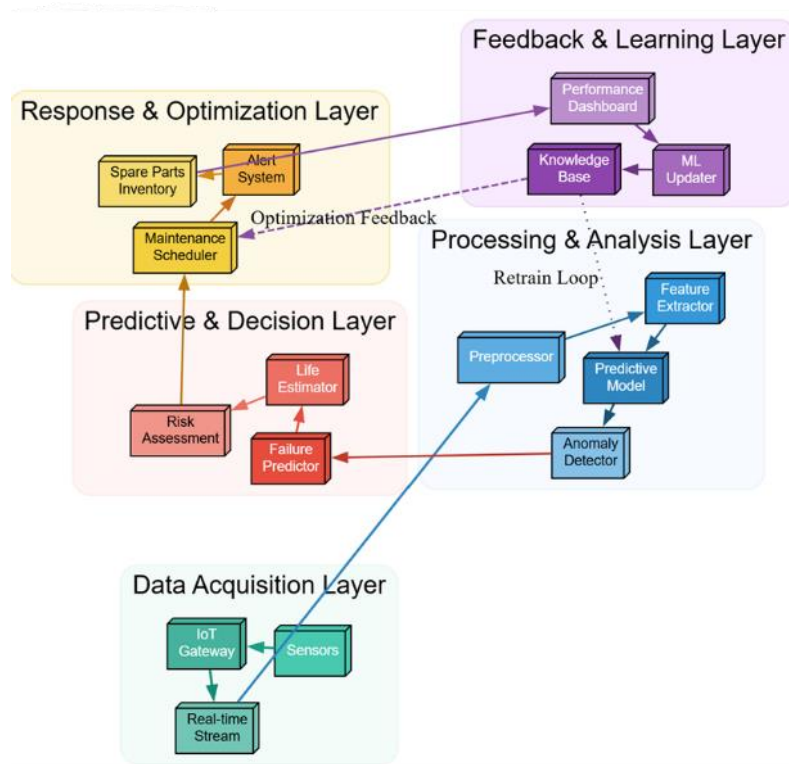 Feedback & Learning Layer
Performance
Dashboard
Knowledge
Base
ML
Updater
Response & Optimization Layer
Spare Parts
Inventory
Alert
System
Maintenance
Scheduler
Optimization Feedback
Processing & Analysis Layer
Retrain Loop
Feature
Extractor
Preprocessor
Predictive
Model
Anomaly
Detector
Predictive & Decision Layer
Life
Estimator
Risk
Assessment
Failure
Predictor
Data Acquisition Layer
IoT
Gateway
Sensors
Real-time
Stream